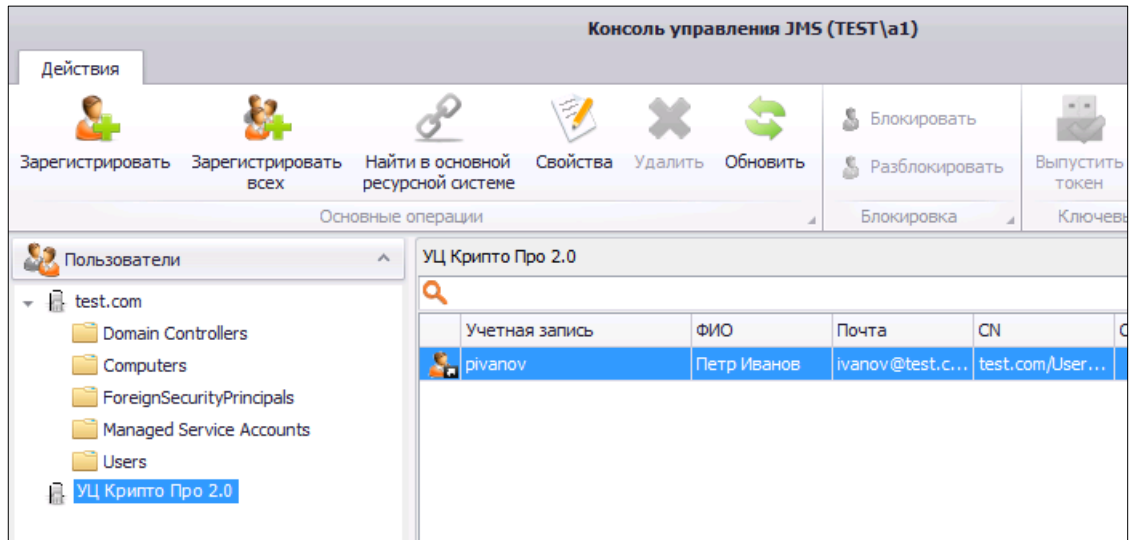 Консоль управления JMS (TEST\a1)
Действия
Зарегистрировать
Зарегистрировать
всех
Найти в основной
ресурсной системе
Свойства
Удалить
Обновить
Блокировать
Разблокировать
Выпустить
токен
Основные операции
Блокировка
Ключевы
Пользователи
УЦ Крипто Про 2.0
test.com
Domain Controllers
Computers
ForeignSecurityPrincipals
Managed Service Accounts
Users
УЦ Крипто Про 2.0
Учетная запись ФИО Почта CN
pivanov Петр Иванов ivanov@test.c... test.com/User...